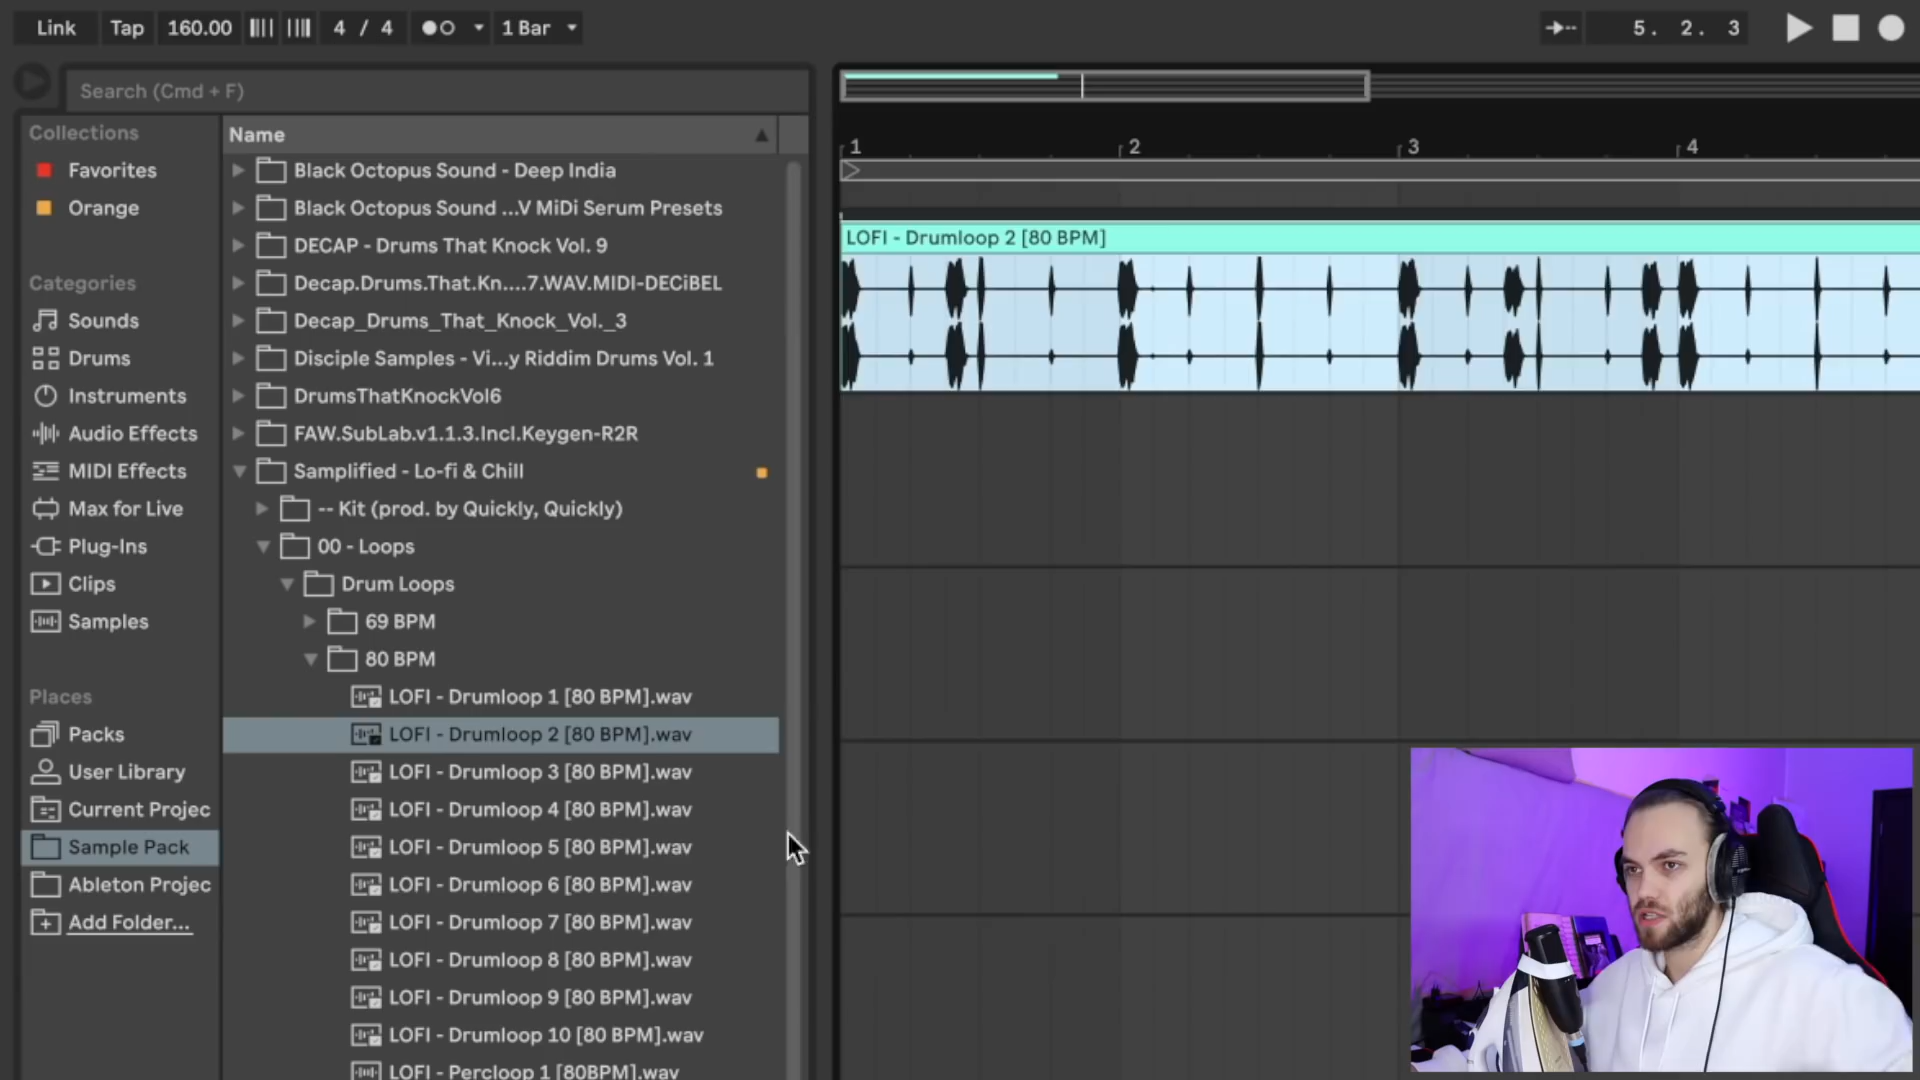 Link Tap 160.00 4 / 4 1 Bar 5. 2. 3
Search (Cmd + F)
Collections
Favorites
Orange
Categories
Sounds
Drums
Instruments
Audio Effects
MIDI Effects
Max for Live
Plug-Ins
Clips
Samples
Places
Packs
User Library
Current Projec
Sample Pack
Ableton Projec
Add Folder...
Name
Black Octopus Sound - Deep India
Black Octopus Sound ...V MiDi Serum Presets
DECAP - Drums That Knock Vol. 9
Decap.Drums.That.Kn....7.WAV.MIDI-DECiBEL
Decap_Drums_That_Knock_Vol._3
Disciple Samples - Vi...y Riddim Drums Vol. 1
DrumsThatKnockVol6
FAW.SubLab.v1.1.3.Incl.Keygen-R2R
Samplified - Lo-fi & Chill
-- Kit (prod. by Quickly, Quickly)
00 - Loops
Drum Loops
69 BPM
80 BPM
LOFI - Drumloop 1 [80 BPM].wav
LOFI - Drumloop 2 [80 BPM].wav
LOFI - Drumloop 3 [80 BPM].wav
LOFI - Drumloop 4 [80 BPM].wav
LOFI - Drumloop 5 [80 BPM].wav
LOFI - Drumloop 6 [80 BPM].wav
LOFI - Drumloop 7 [80 BPM].wav
LOFI - Drumloop 8 [80 BPM].wav
LOFI - Drumloop 9 [80 BPM].wav
LOFI - Drumloop 10 [80 BPM].wav
LOFI - Percloop 1 [80BPM].wav
1 2 3 4
LOFI - Drumloop 2 [80 BPM]